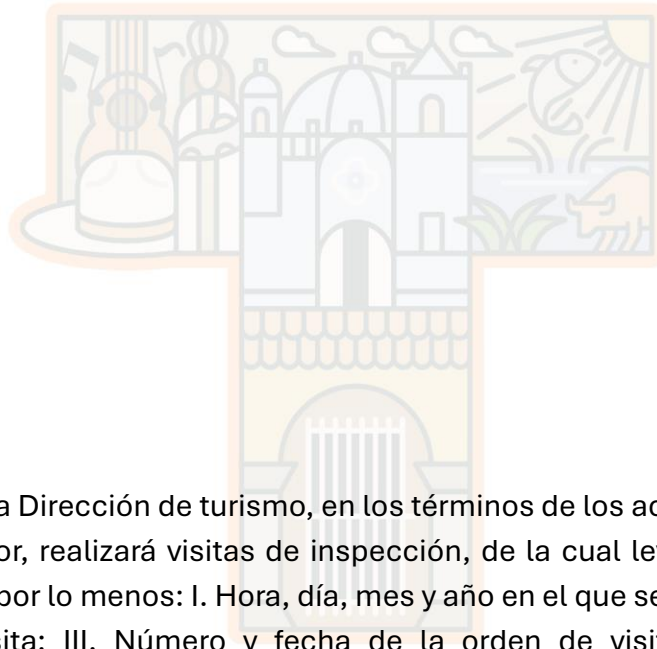 a Dirección de turismo, en los términos de los ac
or, realizará visitas de inspección, de la cual le
por lo menos: I. Hora, día, mes y año en el que se
sita; III. Número y fecha de la orden de visi